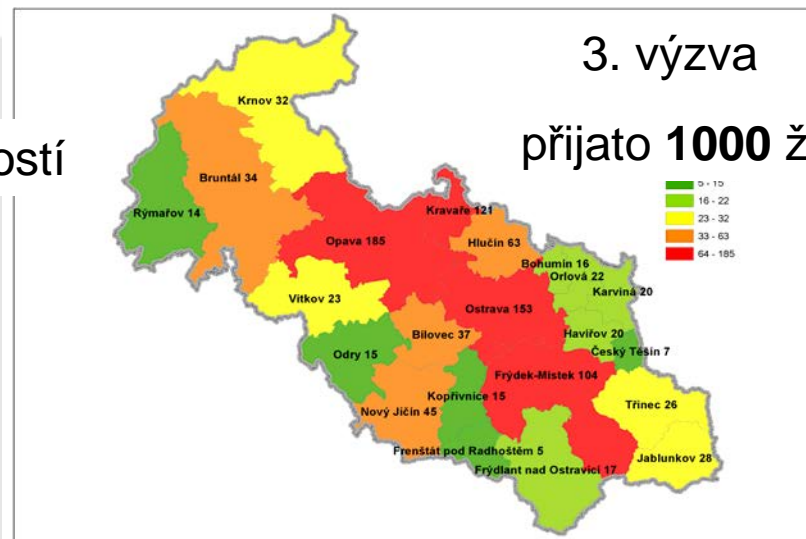 3. výzva
Krnov 32
ostí
přijato 1000 ž
5 - 15
16 - 22
23 - 32
33 - 63
64 - 185
Bruntál 34
Rýmařov 14
Kravaře 121
Opava 185
Hlučín 63
Bohumín 16
Orlová 22
Karviná 20
Vítkov 23
Ostrava 153
Bílovec 37
Havířov 20
Odry 15
Český Těšín 7
Frýdek-Místek 104
Kopřivnice 15
Třinec 26
Nový Jičín 45
Frenštát pod Radhoštěm 5
Jablunkov 28
Frýdlant nad Ostravicí 17